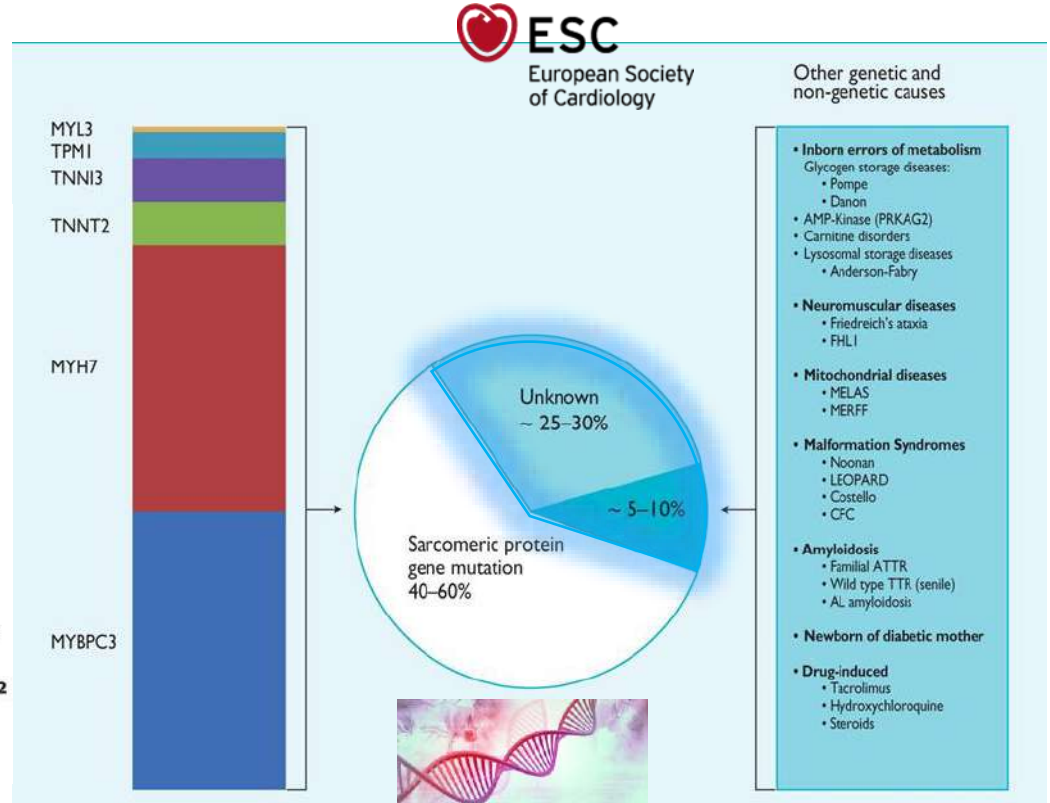 ESC
European Society
of Cardiology
MYL3
TPM1
TNNI3
TNNT2
MYH7
MYBPC3
2
Unknown
~ 25–30%
~ 5–10%
Sarcomeric protein
gene mutation
40–60%
Other genetic and
non-genetic causes
• Inborn errors of metabolism
Glycogen storage diseases:
• Pompe
• Danon
• AMP-Kinase (PRKAG2)
• Carnitine disorders
• Lysosomal storage diseases
• Anderson-Fabry
• Neuromuscular diseases
• Friedreich's ataxia
• FHL1
• Mitochondrial diseases
• MELAS
• MERFF
• Malformation Syndromes
• Noonan
• LEOPARD
• Costello
• CFC
• Amyloidosis
• Familial ATTR
• Wild type TTR (senile)
• AL amyloidosis
• Newborn of diabetic mother
• Drug-induced
• Tacrolimus
• Hydroxychloroquine
• Steroids